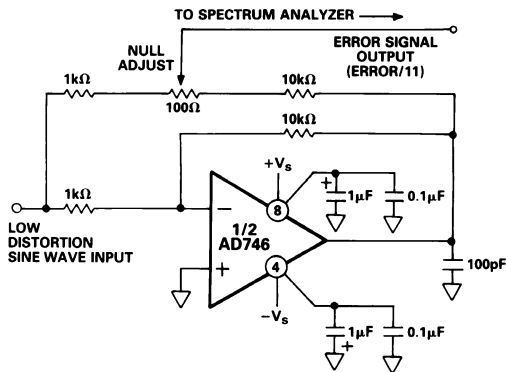 TO SPECTRUM ANALYZER
ERROR SIGNAL
OUTPUT
(ERROR/11)
NULL
ADJUST
1kΩ
100Ω
10kΩ
10kΩ
+Vs
+
1μF
0.1μF
8
1kΩ
−
1/2
AD746
+
LOW
DISTORTION
SINE WAVE INPUT
4
100pF
−Vs
1μF
+
0.1μF